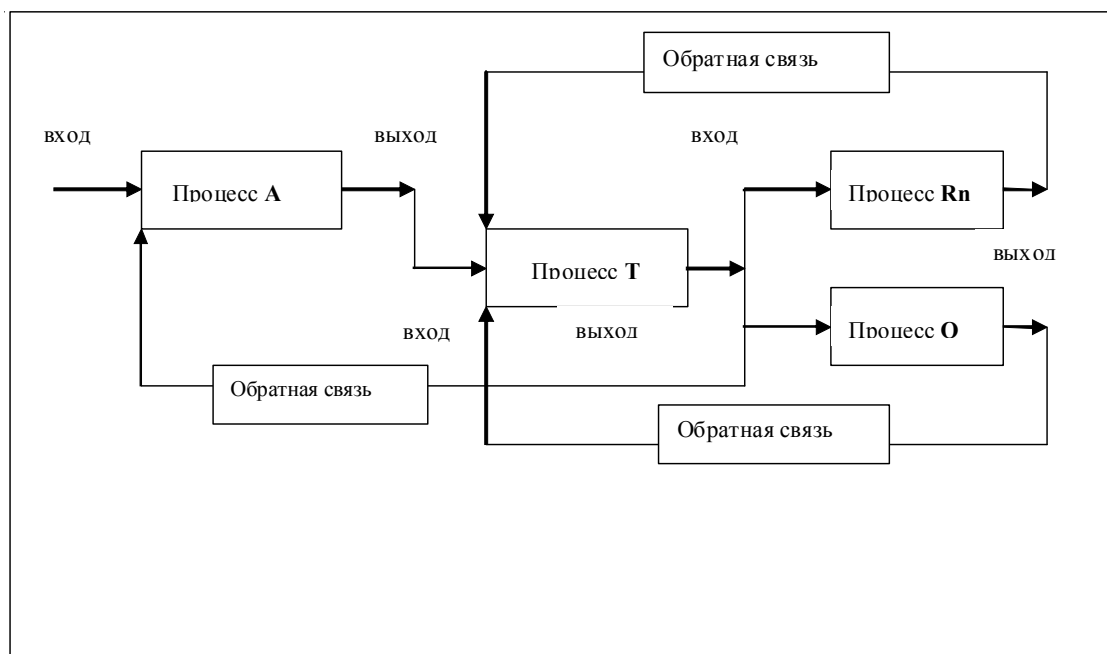 Обратная связь
вход
выход
вход
Процесс A
Процесс Rn
Процесс T
выход
вход
выход
Процесс O
Обратная связь
Обратная связь